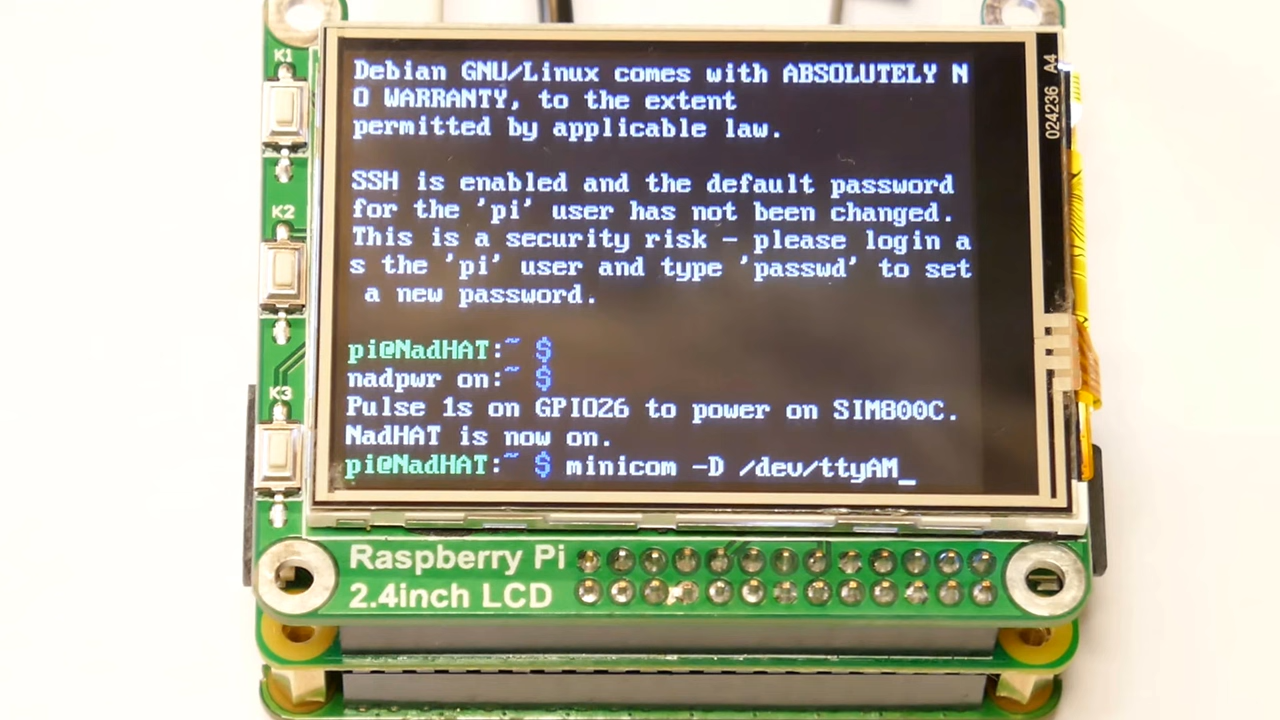 K1
K2
K3
Debian GNU/Linux comes with ABSOLUTELY N
O WARRANTY, to the extent
permitted by applicable law.
SSH is enabled and the default password
for the 'pi' user has not been changed.
This is a security risk - please login a
s the 'pi' user and type 'passwd' to set
a new password.
pi@NadHAT:~ $
nadpwr on:~ $
Pulse 1s on GPIO26 to power on SIM800C.
NadHAT is now on.
pi@NadHAT:~ $ minicom -D /dev/ttyAM_
024236 A4
Raspberry Pi
2.4inch LCD